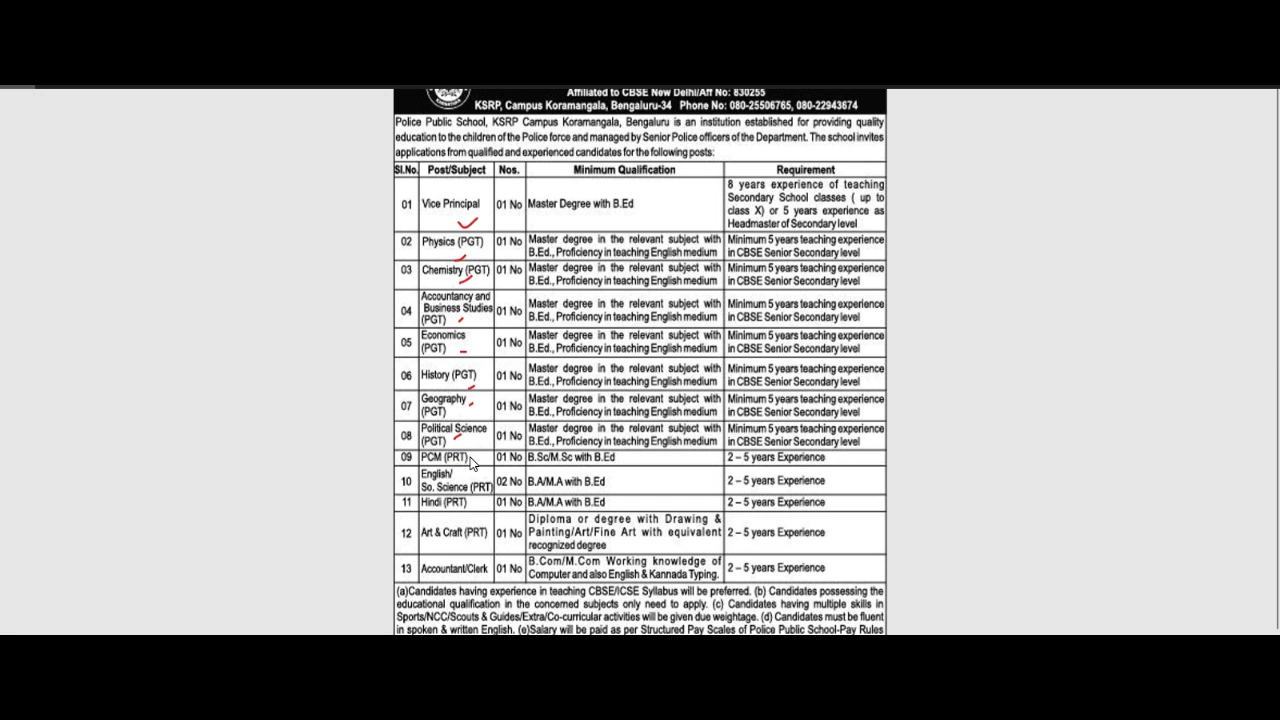 Affiliated to CBSE New Delhi/Aff No: 830255
KSRP, Campus Koramangala, Bengaluru-34 Phone No: 080-25506765, 080-22943674
Police Public School, KSRP Campus Koramangala, Bengaluru is an institution established for providing quality
education to the children of the Police force and managed by Senior Police officers of the Department. The school invites
applications from qualified and experienced candidates for the following posts:
Sl.No. Post/Subject Nos. Minimum Qualification Requirement
01 Vice Principal 01 No Master Degree with B.Ed 8 years experience of teaching
Secondary School classes ( up to
class X) or 5 years experience as
Headmaster of Secondary level
02 Physics (PGT) 01 No Master degree in the relevant subject with
B.Ed., Proficiency in teaching English medium
Minimum 5 years teaching experience
in CBSE Senior Secondary level
03 Chemistry (PGT) 01 No Master degree in the relevant subject with
B.Ed., Proficiency in teaching English medium
Minimum 5 years teaching experience
in CBSE Senior Secondary level
04 Accountancy and
Business Studies
(PGT)
01 No Master degree in the relevant subject with
B.Ed., Proficiency in teaching English medium
Minimum 5 years teaching experience
in CBSE Senior Secondary level
05 Economics
(PGT)
01 No Master degree in the relevant subject with
B.Ed., Proficiency in teaching English medium
Minimum 5 years teaching experience
in CBSE Senior Secondary level
06 History (PGT) 01 No Master degree in the relevant subject with
B.Ed., Proficiency in teaching English medium
Minimum 5 years teaching experience
in CBSE Senior Secondary level
07 Geography
(PGT)
01 No Master degree in the relevant subject with
B.Ed., Proficiency in teaching English medium
Minimum 5 years teaching experience
in CBSE Senior Secondary level
08 Political Science
(PGT)
01 No Master degree in the relevant subject with
B.Ed., Proficiency in teaching English medium
Minimum 5 years teaching experience
in CBSE Senior Secondary level
09 PCM (PRT) 01 No B.Sc/M.Sc with B.Ed 2 – 5 years Experience
10 English/
So. Science (PRT)
02 No B.A/M.A with B.Ed 2 – 5 years Experience
11 Hindi (PRT) 01 No B.A/M.A with B.Ed 2 – 5 years Experience
12 Art & Craft (PRT) 01 No Diploma or degree with Drawing &
Painting/Art/Fine Art with equivalent
recognized degree
2 – 5 years Experience
13 Accountant/Clerk 01 No B.Com/M.Com Working knowledge of
Computer and also English & Kannada Typing.
2 – 5 years Experience
(a)Candidates having experience in teaching CBSE/ICSE Syllabus will be preferred. (b) Candidates possessing the
educational qualification in the concerned subjects only need to apply. (c) Candidates having multiple skills in
Sports/NCC/Scouts & Guides/Extra/Co-curricular activities will be given due weightage. (d) Candidates must be fluent
in spoken & written English. (e)Salary will be paid as per Structured Pay Scales of Police Public School-Pay Rules